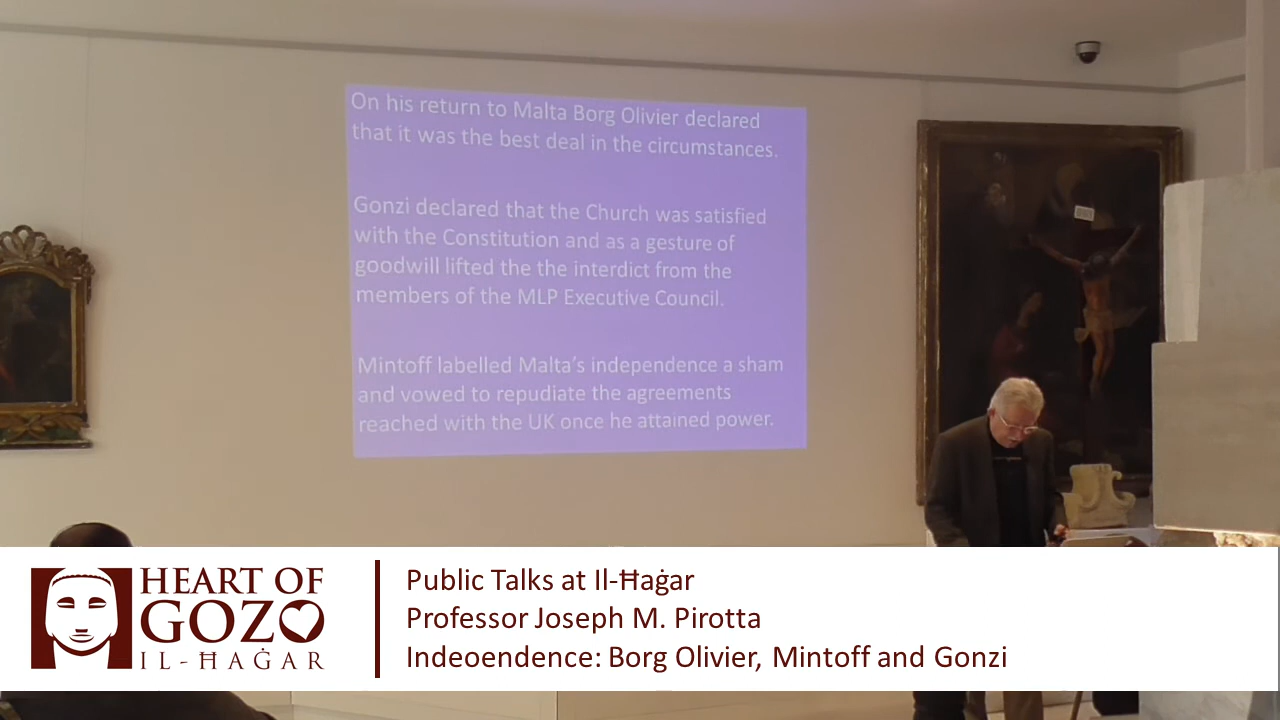 On his return to Malta Borg Olivier declared
that it was the best deal in the circumstances.
Gonzi declared that the Church was satisfied
with the Constitution and as a gesture of
goodwill lifted the the interdict from the
members of the MLP Executive Council.
Mintoff labelled Malta's independence a sham
and vowed to repudiate the agreements
reached with the UK once he attained power.
HEART OF
GOZO
IL-ĦAĠAR
Public Talks at Il-Ħaġar
Professor Joseph M. Pirotta
Indeoendence: Borg Olivier, Mintoff and Gonzi